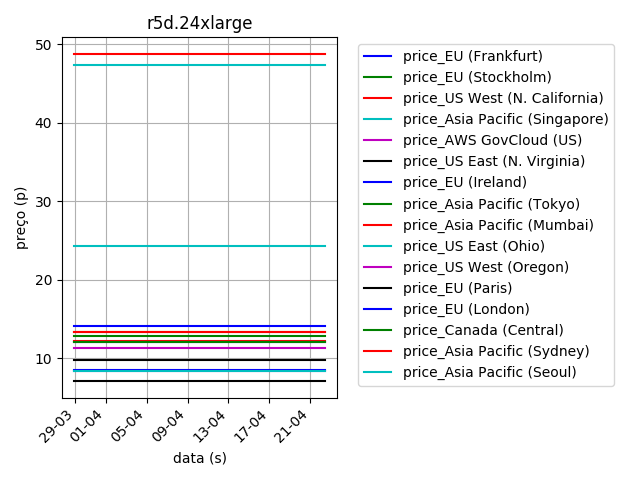 r5d.24xlarge
50
40
30
20
10
preço (p)
29-03
01-04
05-04
09-04
13-04
17-04
21-04
data (s)
price_EU (Frankfurt)
price_EU (Stockholm)
price_US West (N. California)
price_Asia Pacific (Singapore)
price_AWS GovCloud (US)
price_US East (N. Virginia)
price_EU (Ireland)
price_Asia Pacific (Tokyo)
price_Asia Pacific (Mumbai)
price_US East (Ohio)
price_US West (Oregon)
price_EU (Paris)
price_EU (London)
price_Canada (Central)
price_Asia Pacific (Sydney)
price_Asia Pacific (Seoul)